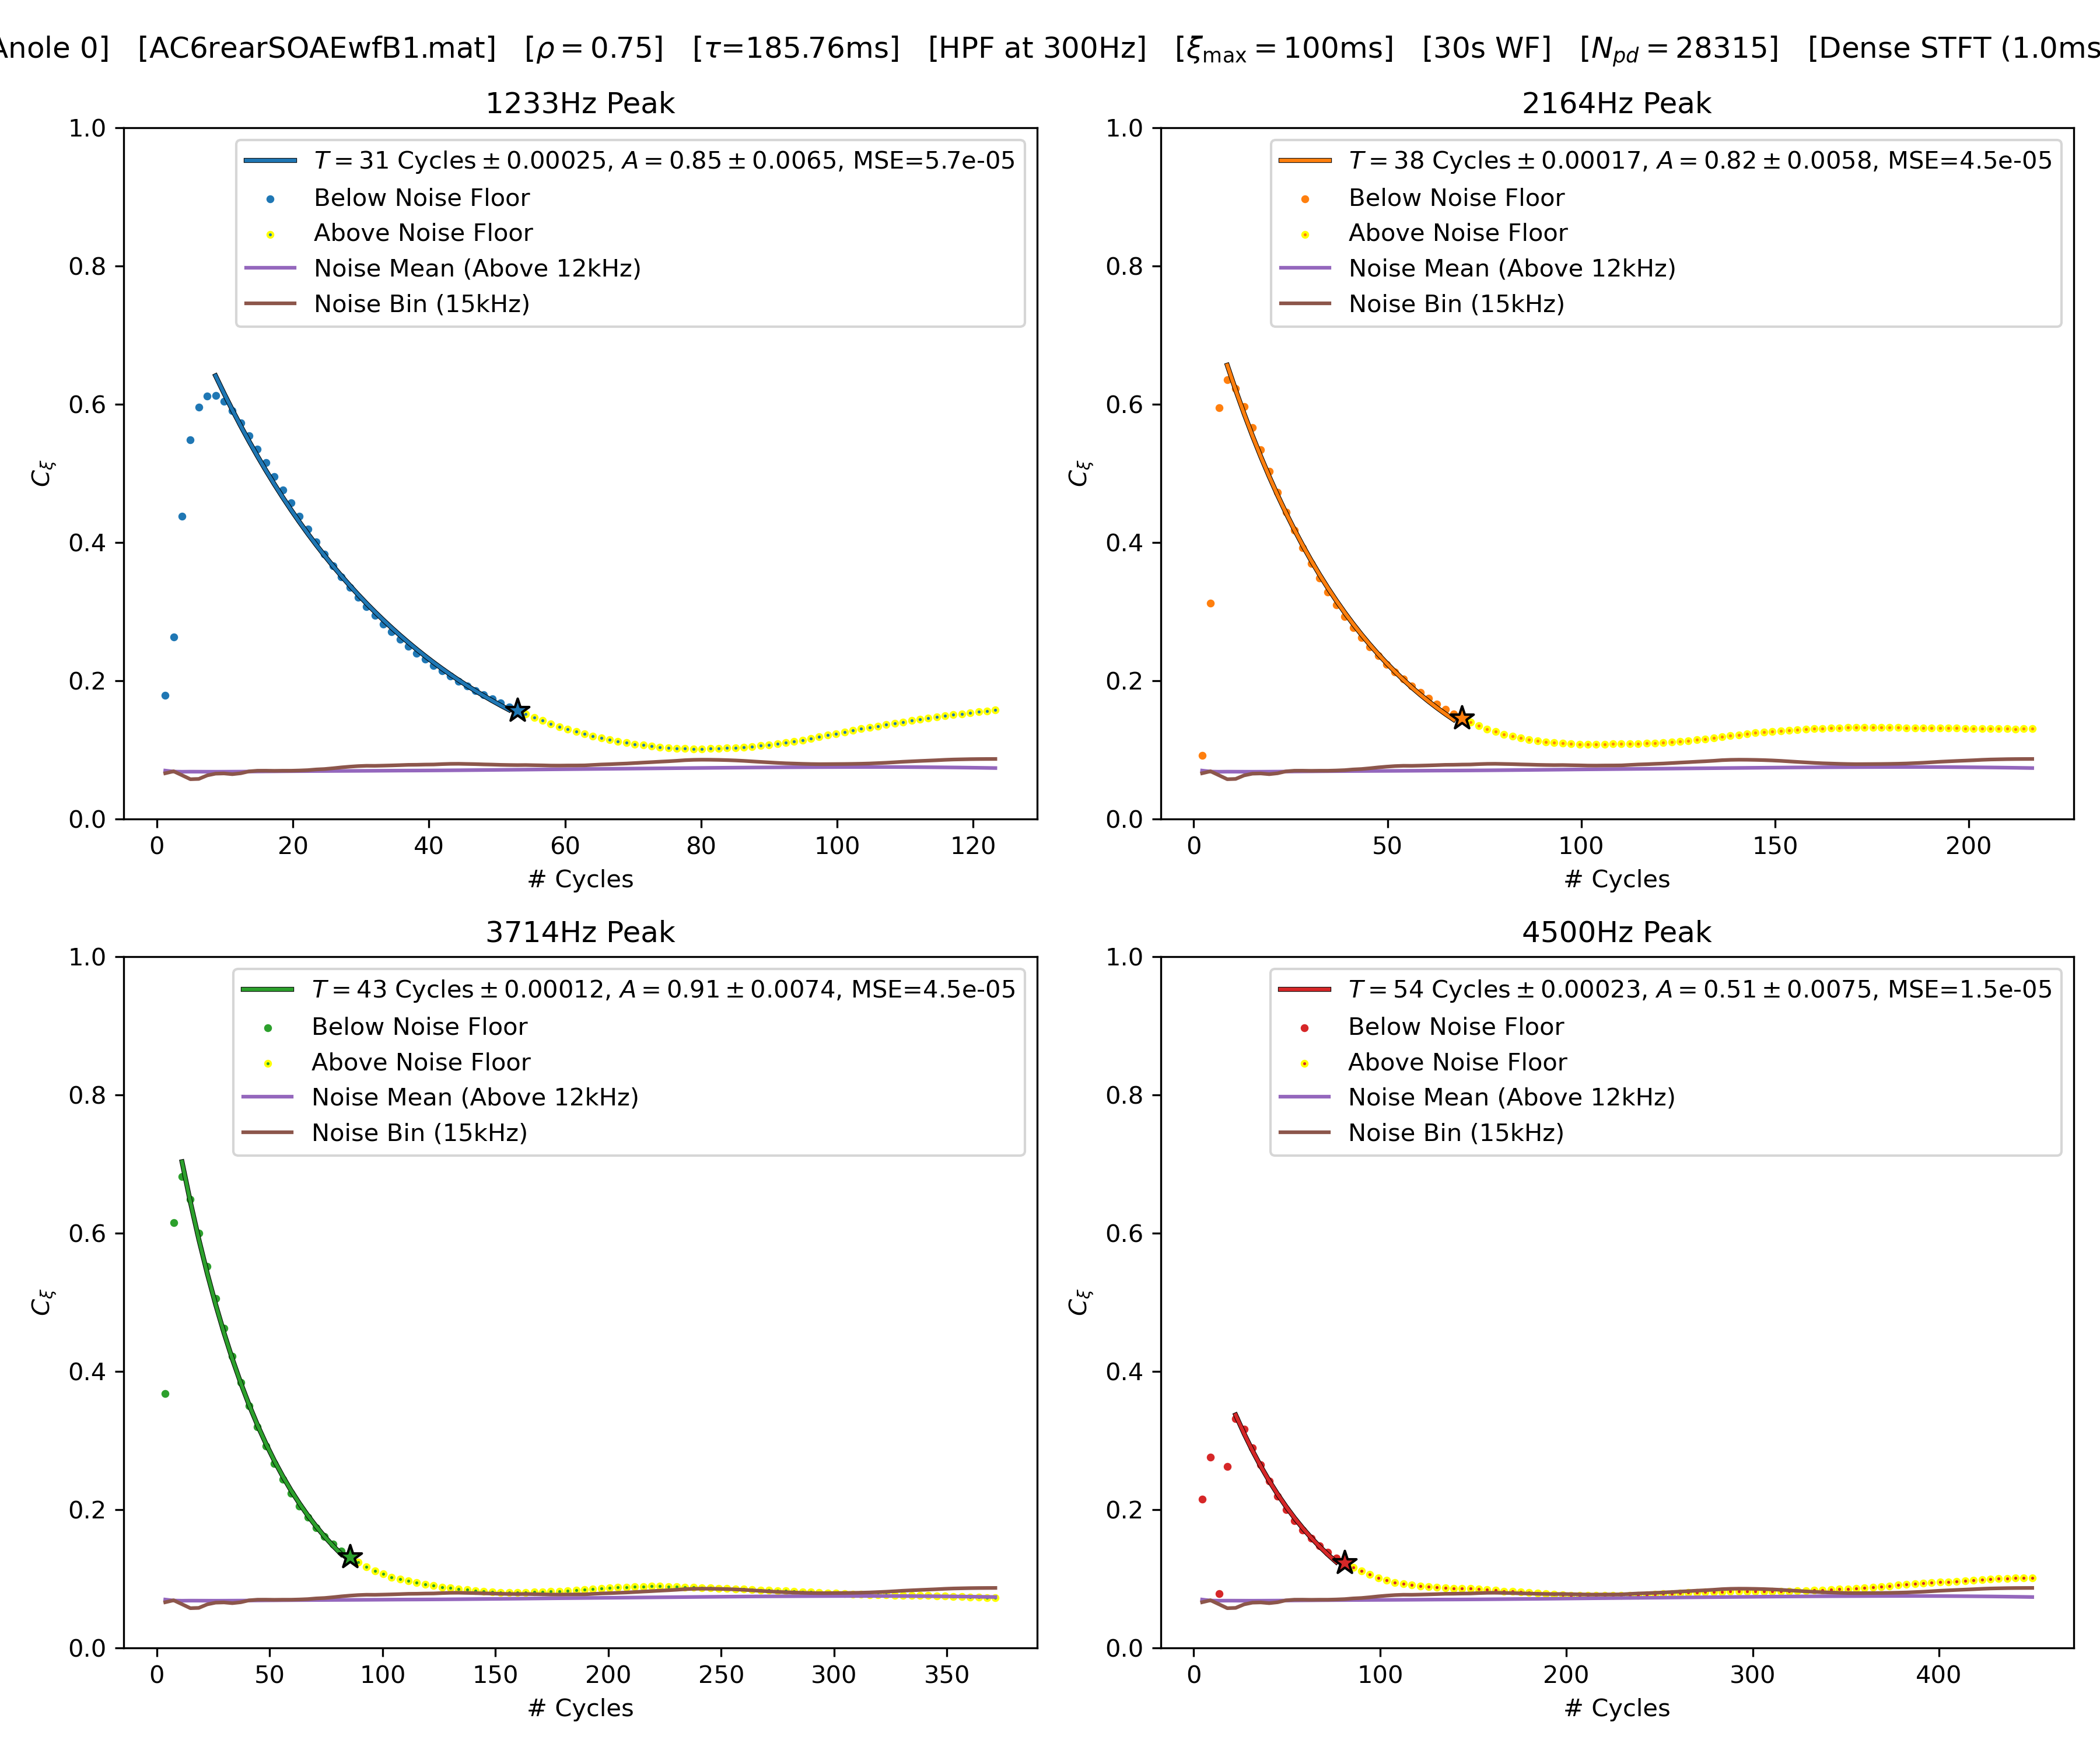 Anole 0] [AC6rearSOAEwfB1.mat] [ρ = 0.75] [τ=185.76ms] [HPF at 300Hz] [ξmax = 100ms] [30s WF] [Npd = 28315] [Dense STFT (1.0ms
1233Hz Peak
T = 31 Cycles ± 0.00025, A = 0.85 ± 0.0065, MSE=5.7e-05
Below Noise Floor
Above Noise Floor
Noise Mean (Above 12kHz)
Noise Bin (15kHz)
1.0
0.8
0.6
0.4
0.2
0.0
Cξ
0 20 40 60 80 100 120
# Cycles
2164Hz Peak
T = 38 Cycles ± 0.00017, A = 0.82 ± 0.0058, MSE=4.5e-05
Below Noise Floor
Above Noise Floor
Noise Mean (Above 12kHz)
Noise Bin (15kHz)
1.0
0.8
0.6
0.4
0.2
0.0
Cξ
0 50 100 150 200
# Cycles
3714Hz Peak
T = 43 Cycles ± 0.00012, A = 0.91 ± 0.0074, MSE=4.5e-05
Below Noise Floor
Above Noise Floor
Noise Mean (Above 12kHz)
Noise Bin (15kHz)
1.0
0.8
0.6
0.4
0.2
0.0
Cξ
0 50 100 150 200 250 300 350
# Cycles
4500Hz Peak
T = 54 Cycles ± 0.00023, A = 0.51 ± 0.0075, MSE=1.5e-05
Below Noise Floor
Above Noise Floor
Noise Mean (Above 12kHz)
Noise Bin (15kHz)
1.0
0.8
0.6
0.4
0.2
0.0
Cξ
0 100 200 300 400
# Cycles